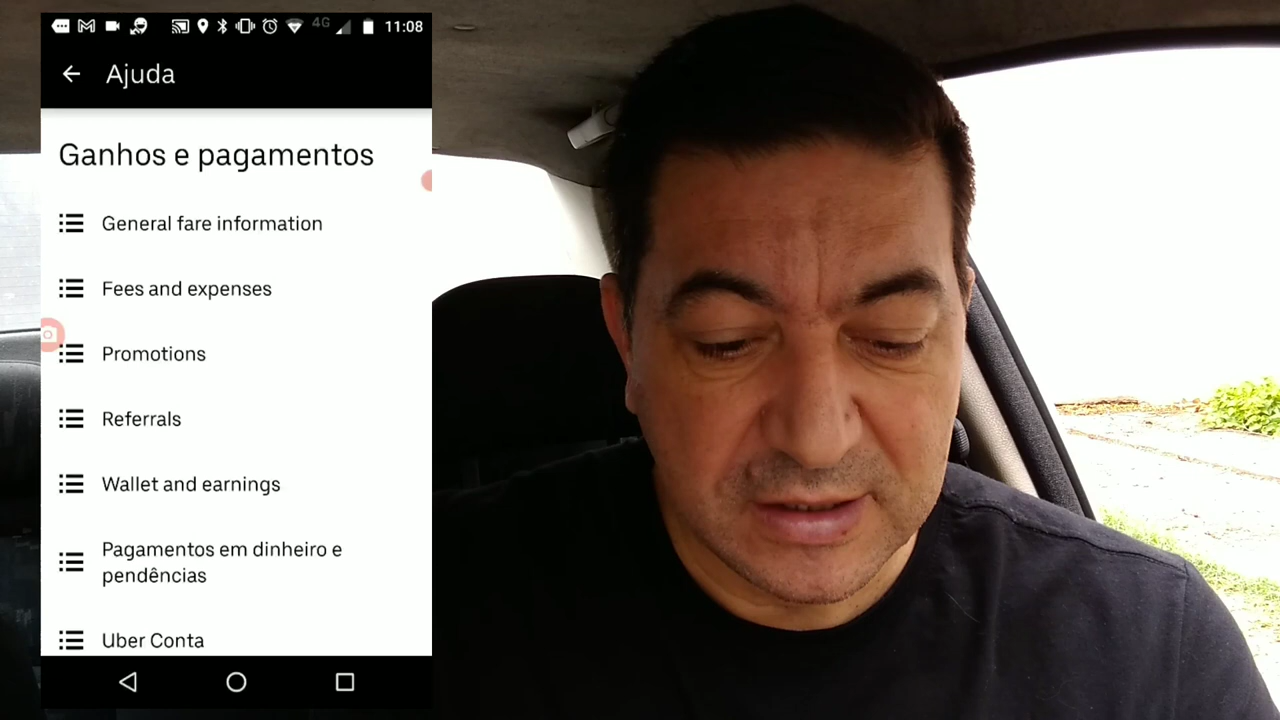 4G 11:08
Ajuda
Ganhos e pagamentos
General fare information
Fees and expenses
Promotions
Referrals
Wallet and earnings
Pagamentos em dinheiro e
pendências
Uber Conta